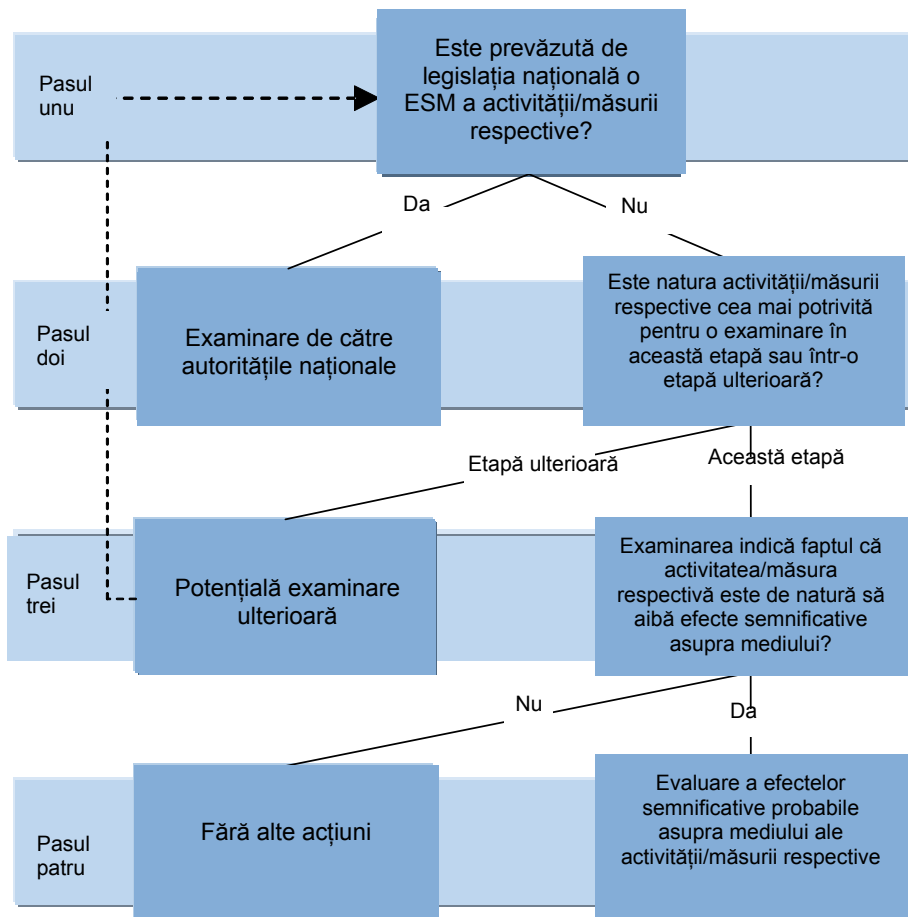 Pasul
unu
Este prevăzută de
legislația națională o
ESM a activității/măsurii
respective?
Da
Nu
Pasul
doi
Examinare de către
autoritățile naționale
Este natura activității/măsurii
respective cea mai potrivită
pentru o examinare în
această etapă sau într-o
etapă ulterioară?
Etapă ulterioară
Această etapă
Pasul
trei
Potențială examinare
ulterioară
Examinarea indică faptul că
activitatea/măsura
respectivă este de natură să
aibă efecte semnificative
asupra mediului?
Nu
Da
Pasul
patru
Fără alte acțiuni
Evaluare a efectelor
semnificative probabile
asupra mediului ale
activității/măsurii respective